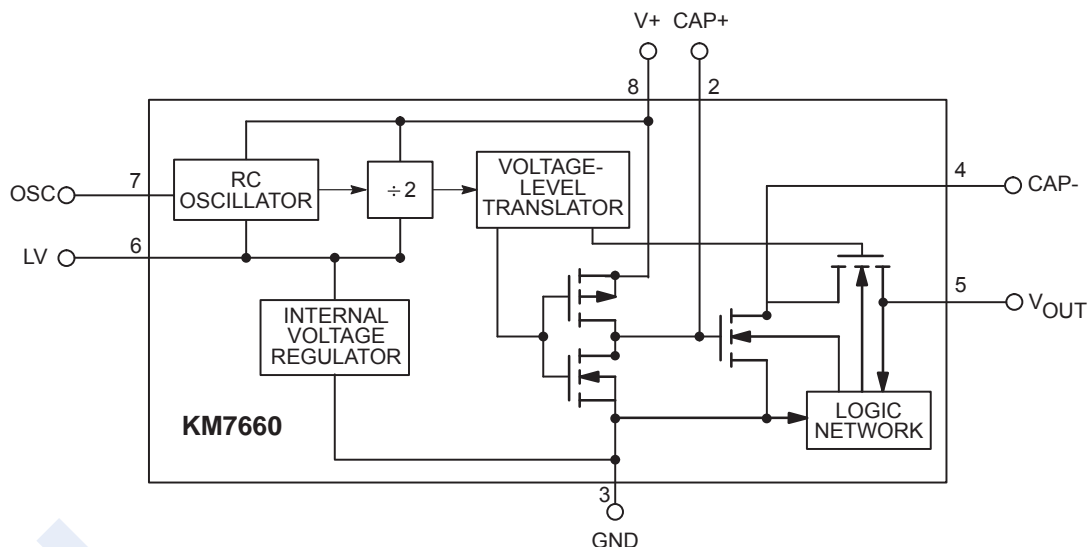 V+ CAP+
8 2
RC
OSCILLATOR
÷2
VOLTAGE-
LEVEL
TRANSLATOR
OSC 7
4 CAP-
LV 6
5 VOUT
INTERNAL
VOLTAGE
REGULATOR
LOGIC
NETWORK
KM7660
3
GND